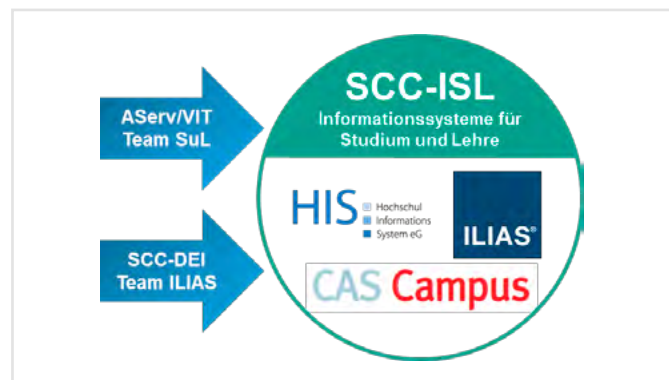 SCC-ISL
Informationssysteme für
Studium und Lehre
AServ/VIT
Team SuL
HIS
Hochschul
Informations
System eG
ILIAS®
SCC-DEI
Team ILIAS
CAS Campus